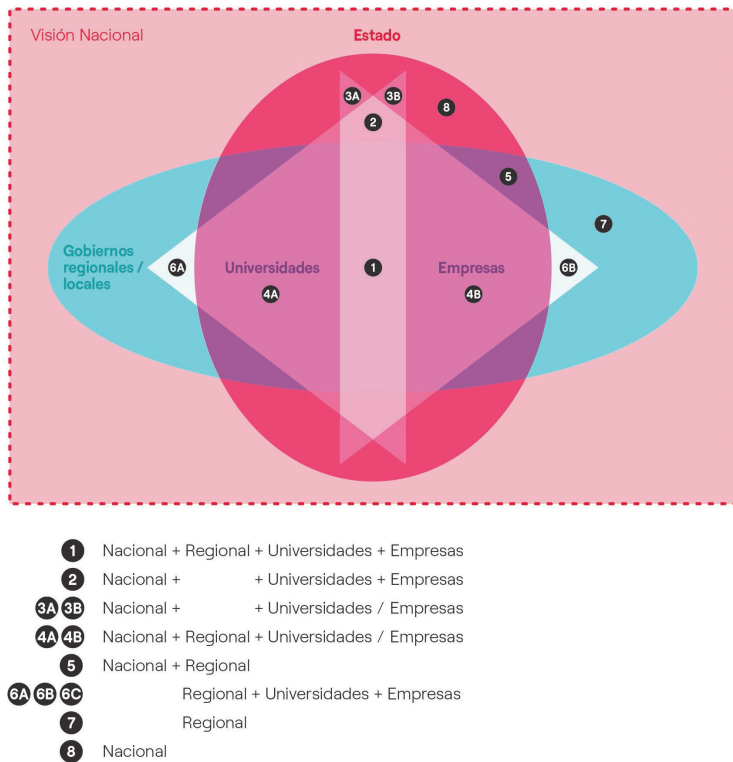 Visión Nacional
Estado
3A 3B
8
2
5
7
Gobiernos
regionales /
locales
6A
Universidades
1
Empresas
6B
4A
4B
1 Nacional + Regional + Universidades + Empresas
2 Nacional + + Universidades + Empresas
3A 3B Nacional + + Universidades / Empresas
4A 4B Nacional + Regional + Universidades / Empresas
5 Nacional + Regional
6A 6B 6C Regional + Universidades + Empresas
7 Regional
8 Nacional